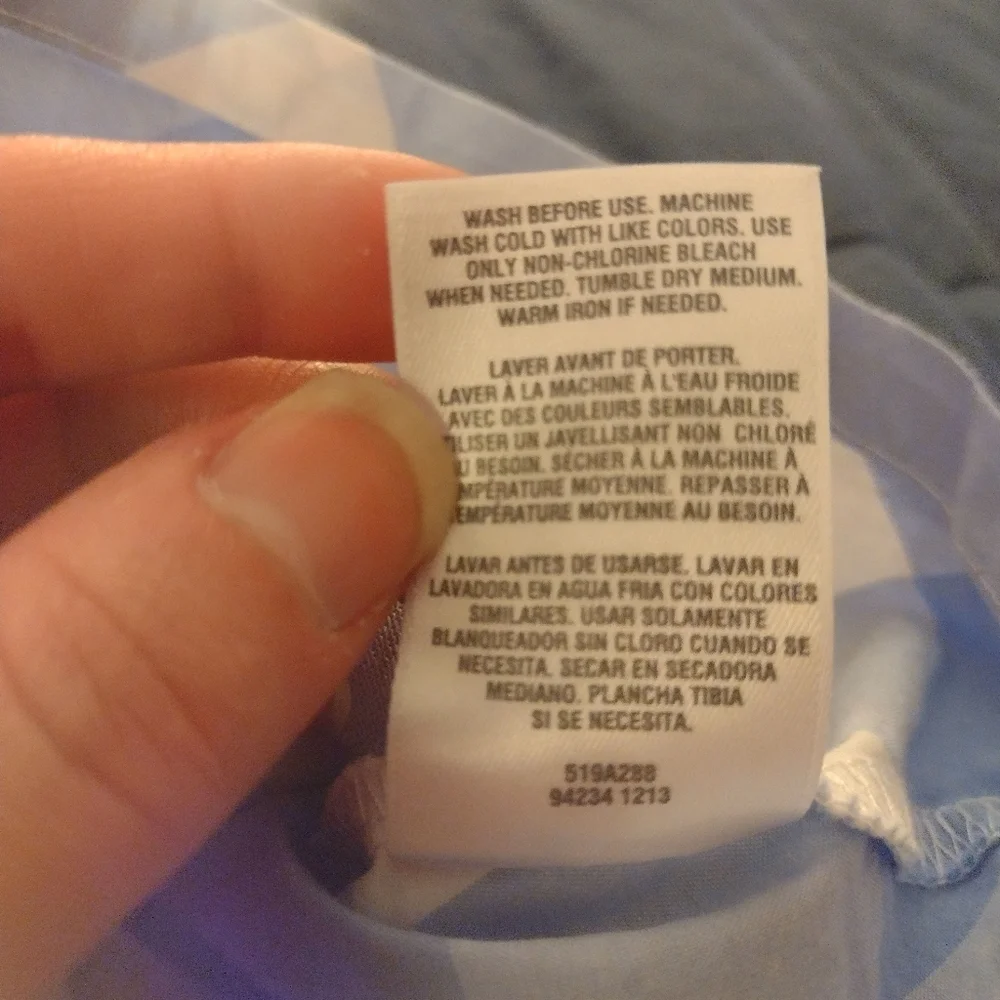 WASH BEFORE USE. MACHINE
WASH COLD WITH LIKE COLORS. USE
ONLY NON-CHLORINE BLEACH
WHEN NEEDED. TUMBLE DRY MEDIUM.
WARM IRON IF NEEDED.
LAVER AVANT DE PORTER.
LAVER À LA MACHINE À L'EAU FROIDE
AVEC DES COULEURS SEMBLABLES.
UN JAVELLISANT NON CHLORÉ
BESOIN. SÉCHER À LA MACHINE À
MOYENNE. REPASSER À
MOYENNE AU BESOIN.
LAVAR ANTES DE USARSE. LAVAR EN
LAVADORA EN AGUA FRIA CON COLORES
SIMILARES. USAR SOLAMENTE
BLANQUEADOR SIN CLORO CUANDO SE
NECESITA. SECAR EN SECADORA
MEDIANO. PLANCHA TIBIA
SI SE NECESITA.
519A288
94234 1213